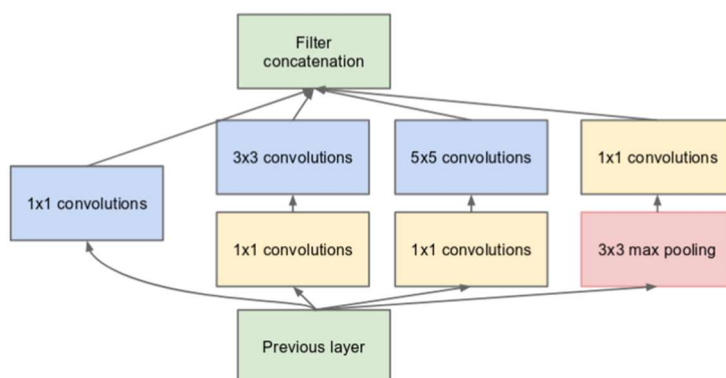 Filter
concatenation
3x3 convolutions
5x5 convolutions
1x1 convolutions
1x1 convolutions
1x1 convolutions
1x1 convolutions
3x3 max pooling
Previous layer